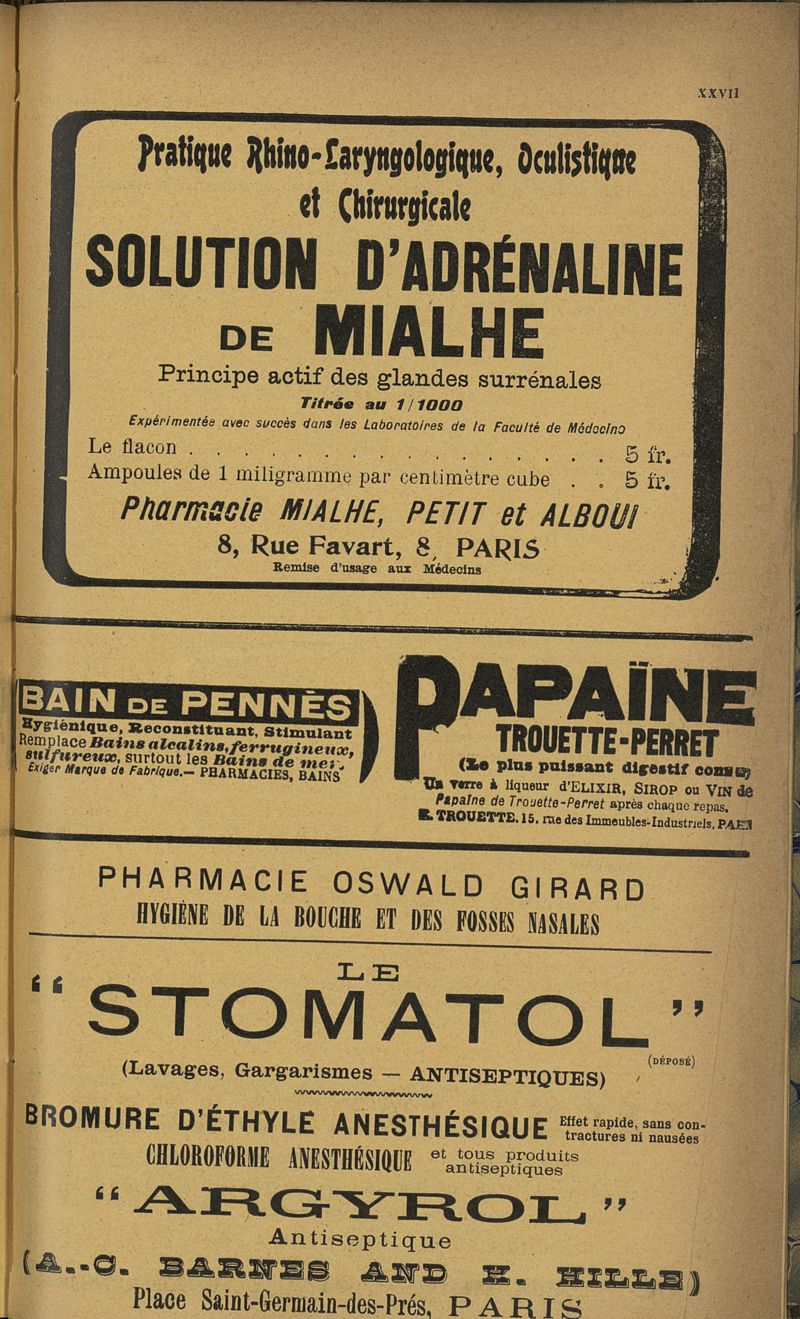 XXVII
Pratique Rhino-Laryngologique, Oculistique
et Chirurgicale
SOLUTION D'ADRÉNALINE
DE MIALHE
Principe actif des glandes surrénales
Titrée au 1/1000
Expérimentée avec succès dans les Laboratoires de la Faculté de Médecine
Le flacon . . . . . . . . . . . . . . . . 5 fr.
Ampoules de 1 miligramme par centimètre cube . . 5 fr.
Pharmacie MIALHE, PETIT et ALBOUI
8, Rue Favart, 8, PARIS
Remise d'usage aux Médecins
BAIN DE PENNÈS
Hygiénique, Reconstituant, Stimulant
Remplace Bains alcalins, ferrugineux,
sulfureux, surtout les Bains de mer.
Exiger Marque de Fabrique. — PHARMACIES, BAINS
PAPAÏNE
TROUETTE-PERRET
(Le plus puissant digestif connu)
Un verre à liqueur d'ELIXIR, SIROP ou VIN de
Papaïne de Trouette-Perret après chaque repas.
E. TROUETTE. 15, rue des Immeubles-Industriels, PARIS
PHARMACIE OSWALD GIRARD
HYGIÈNE DE LA BOUCHE ET DES FOSSES NASALES
LE
“ STOMATOL ”
(DÉPOSÉ)
(Lavages, Gargarismes — ANTISEPTIQUES)
BROMURE D'ÉTHYLE ANESTHÉSIQUE Effet rapide, sans con-
tractures ni nausées
CHLOROFORME ANESTHÉSIQUE et tous produits
antiseptiques
“ ARGYROL ”
Antiseptique
(A.-C. BARNES AND H. HILLE)
Place Saint-Germain-des-Prés, PARIS